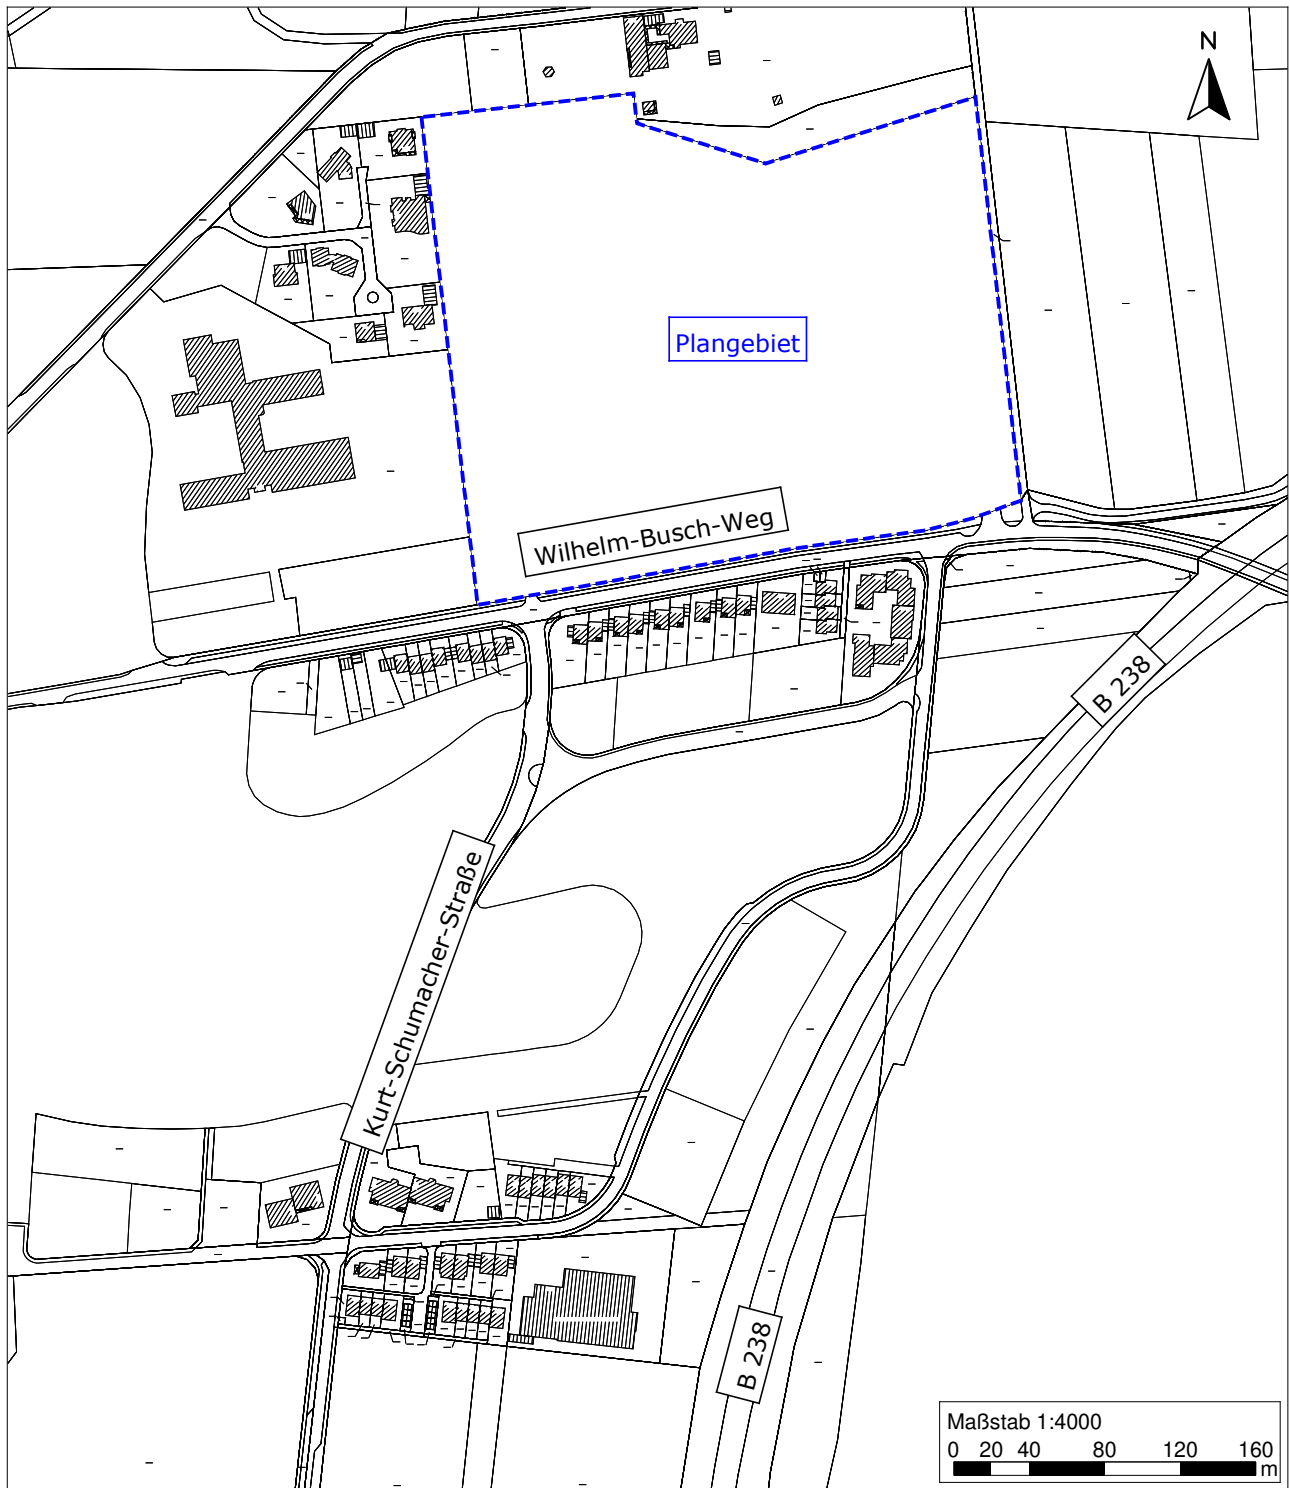 N
Plangebiet
Wilhelm-Busch-Weg
B 238
Kurt-Schumacher-Straße
B 238
Maßstab 1:4000
0 20 40 80 120 160
m